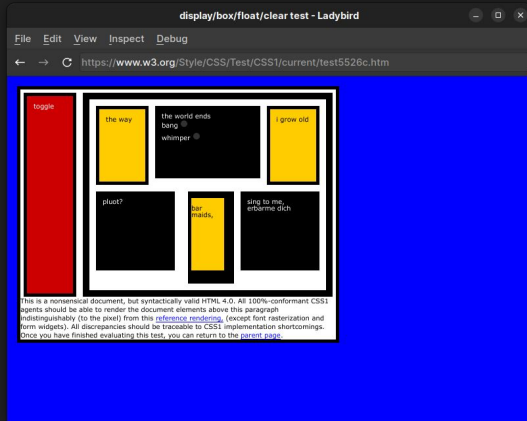 display/box/float/clear test - Ladybird
File Edit View Inspect Debug
https://www.w3.org/Style/CSS/Test/CSS1/current/test5526c.htm
toggle
the way
the world ends
bang
whimper
i grow old
pluot?
bar
maids,
sing to me,
erbarme dich
This is a nonsensical document, but syntactically valid HTML 4.0. All 100%-conformant CSS1
agents should be able to render the document elements above this paragraph
indistinguishably (to the pixel) from this reference rendering, (except font rasterization and
form widgets). All discrepancies should be traceable to CSS1 implementation shortcomings.
Once you have finished evaluating this test, you can return to the parent page.